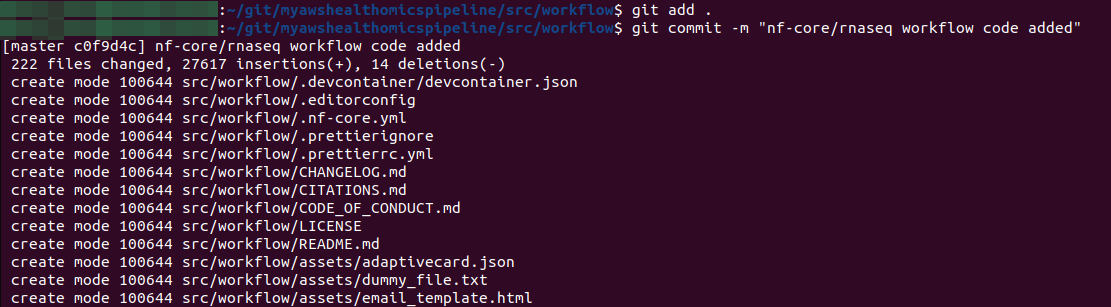 :~/git/myawshealthomicspipeline/src/workflow$ git add .
:~/git/myawshealthomicspipeline/src/workflow$ git commit -m "nf-core/rnaseq workflow code added"
[master c0f9d4c] nf-core/rnaseq workflow code added
 222 files changed, 27617 insertions(+), 14 deletions(-)
 create mode 100644 src/workflow/.devcontainer/devcontainer.json
 create mode 100644 src/workflow/.editorconfig
 create mode 100644 src/workflow/.nf-core.yml
 create mode 100644 src/workflow/.prettierignore
 create mode 100644 src/workflow/.prettierrc.yml
 create mode 100644 src/workflow/CHANGELOG.md
 create mode 100644 src/workflow/CITATIONS.md
 create mode 100644 src/workflow/CODE_OF_CONDUCT.md
 create mode 100644 src/workflow/LICENSE
 create mode 100644 src/workflow/README.md
 create mode 100644 src/workflow/assets/adaptivecard.json
 create mode 100644 src/workflow/assets/dummy_file.txt
 create mode 100644 src/workflow/assets/email_template.html